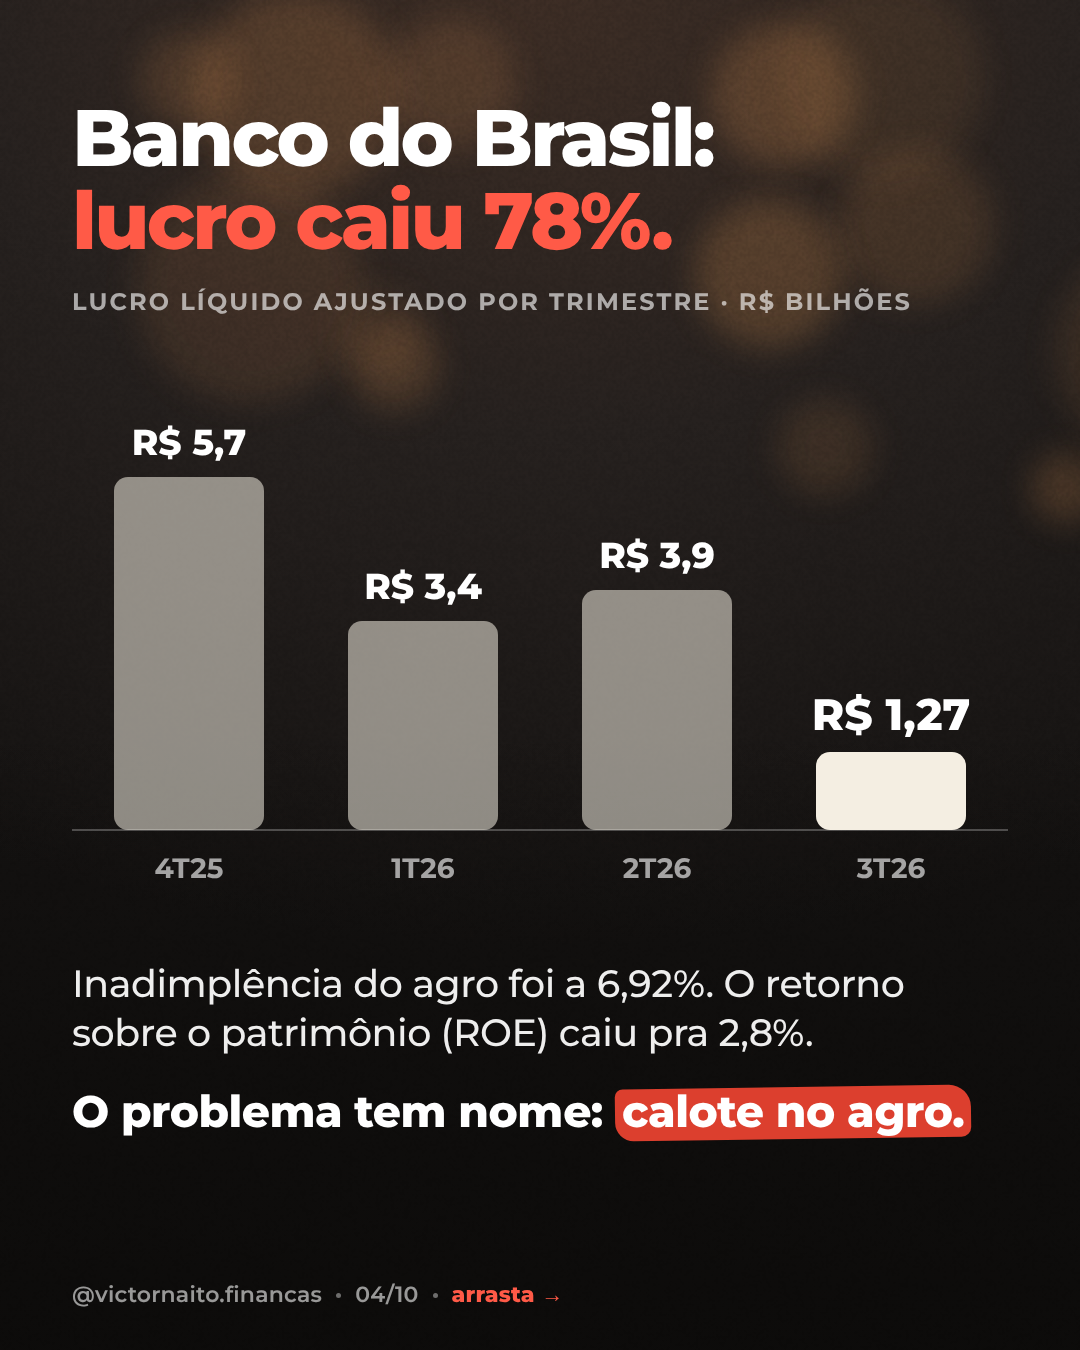 Banco do Brasil:
lucro caiu 78%.
LUCRO LÍQUIDO AJUSTADO POR TRIMESTRE · R$ BILHÕES
R$ 5,7
R$ 3,4
R$ 3,9
R$ 1,27
4T25
1T26
2T26
3T26
Inadimplência do agro foi a 6,92%. O retorno
sobre o patrimônio (ROE) caiu pra 2,8%.
O problema tem nome: calote no agro.
@victornaito.financas • 04/10 • arrasta →